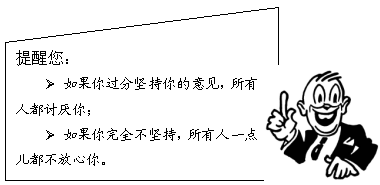 提醒您：
➢ 如果你过分坚持你的意见，所有
人都讨厌你；
➢ 如果你完全不坚持，所有人一点
儿都不放心你。